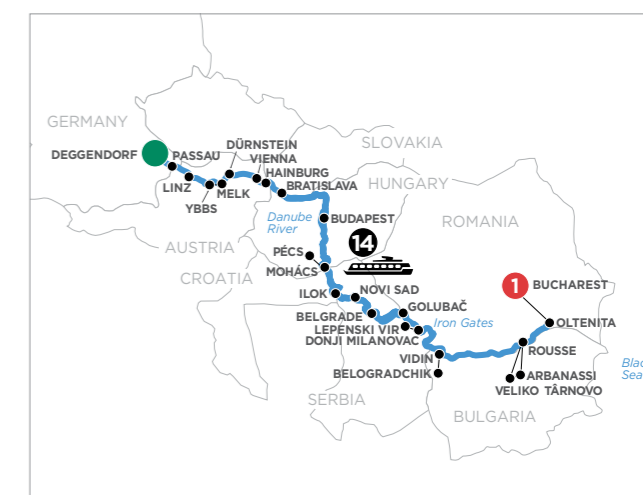 GERMANY
DEGGENDORF
PASSAU
LINZ
YBBS
MELK
DÜRNSTEIN
VIENNA
HAINBURG
BRATISLAVA
SLOVAKIA
HUNGARY
Danube
River
BUDAPEST
ROMANIA
AUSTRIA
PÉCS
14
MOHÁCS
CROATIA
1
BUCHAREST
ILOK
NOVI SAD
GOLUBAČ
BELGRADE
Iron Gates
OLTENITA
LEPENSKI VIR
DONJI MILANOVAC
VIDIN
ROUSSE
BELOGRADCHIK
Blac
Sea
ARBANASSI
VELIKO TÂRNOVO
SERBIA
BULGARIA